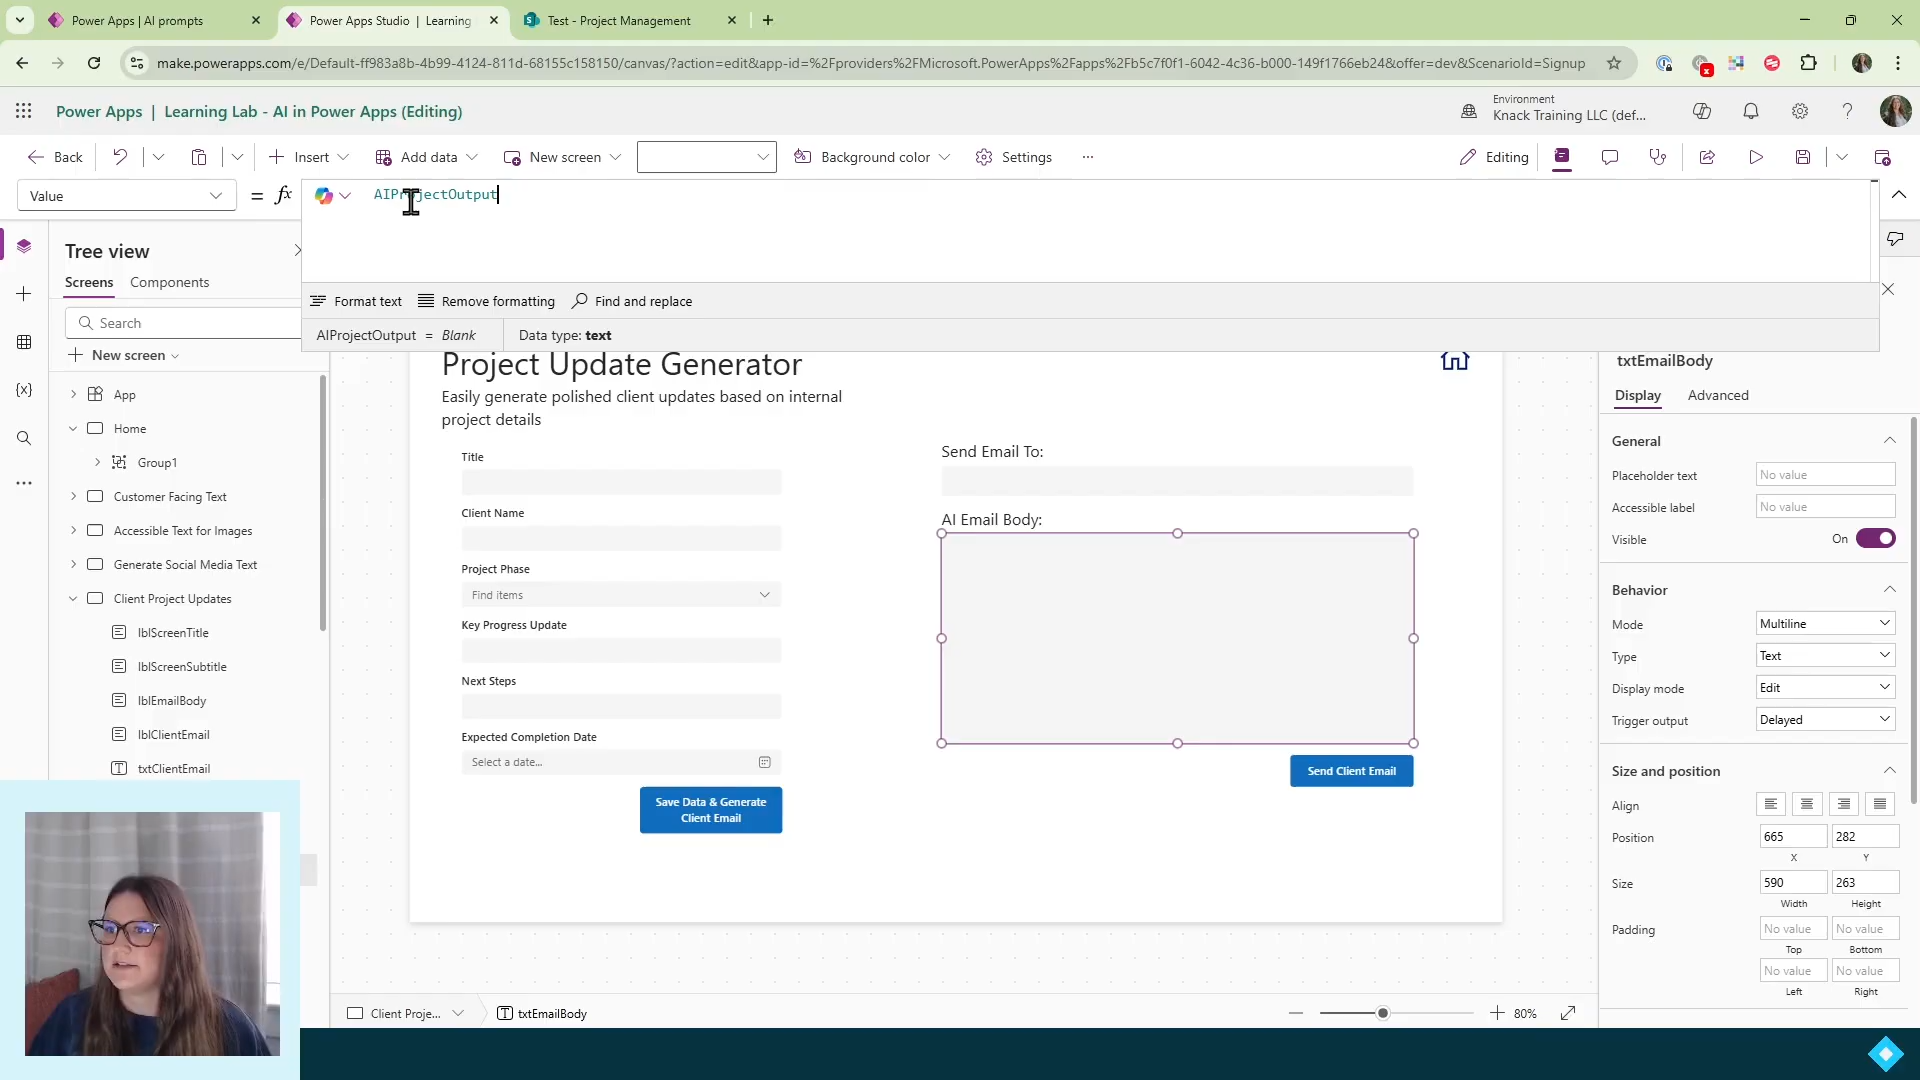 Power Apps | AI prompts
Power Apps Studio | Learning
Test - Project Management
make.powerapps.com/e/Default-ff983a8b-4b99-4124-811d-68155c158150/canvas/?action=edit&app-id=%2Fproviders%2FMicrosoft.PowerApps%2Fapps%2Fb5c7f0f1-6042-4c36-b000-149f1766eb24&offer=dev&ScenarioId=Signup
Power Apps | Learning Lab - AI in Power Apps (Editing)
Environment
Knack Training LLC (def...
Back
Insert
Add data
New screen
Background color
Settings
...
Editing
Value
= fx
AIProjectOutput
Format text
Remove formatting
Find and replace
AIProjectOutput = Blank
Data type: text
Tree view
Screens
Components
Search
New screen
App
Home
Group1
Customer Facing Text
Accessible Text for Images
Generate Social Media Text
Client Project Updates
lblScreenTitle
lblScreenSubtitle
lblEmailBody
lblClientEmail
txtClientEmail
Project Update Generator
Easily generate polished client updates based on internal
project details
Title
Client Name
Project Phase
Find items
Key Progress Update
Next Steps
Expected Completion Date
Select a date...
Save Data & Generate
Client Email
Send Email To:
AI Email Body:
Send Client Email
Client Proje...
txtEmailBody
80%
txtEmailBody
Display
Advanced
General
Placeholder text
No value
Accessible label
No value
Visible
On
Behavior
Mode
Multiline
Type
Text
Display mode
Edit
Trigger output
Delayed
Size and position
Align
Position
665
282
X
Y
Size
590
263
Width
Height
Padding
No value
No value
Top
Bottom
No value
No value
Left
Right